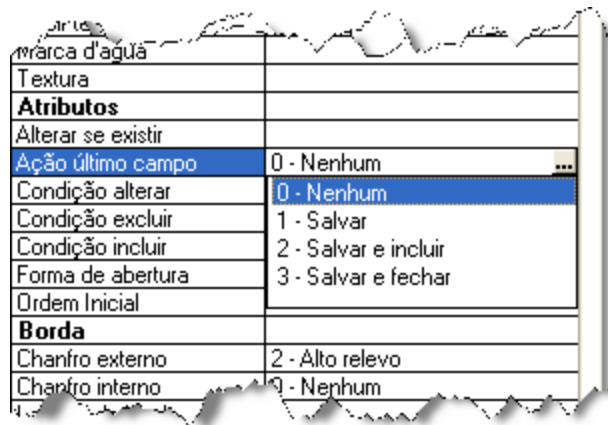 marca d'água
Textura
Atributos
Alterar se existir
Ação último campo 0 - Nenhum ...
Condição alterar 0 - Nenhum
Condição excluir 1 - Salvar
Condição incluir 2 - Salvar e incluir
Forma de abertura 3 - Salvar e fechar
Ordem Inicial
Borda
Chanfro externo 2 - Alto relevo
Chanfro interno 0 - Nenhum